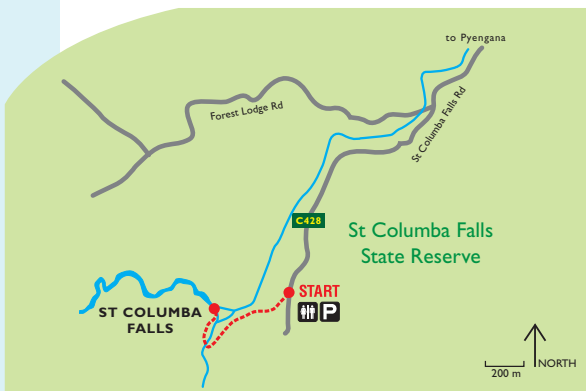 to Pyengana
Forest Lodge Rd
St Columba Falls Rd
C428
St Columba Falls
State Reserve
START
P
ST COLUMBA
FALLS
NORTH
200 m